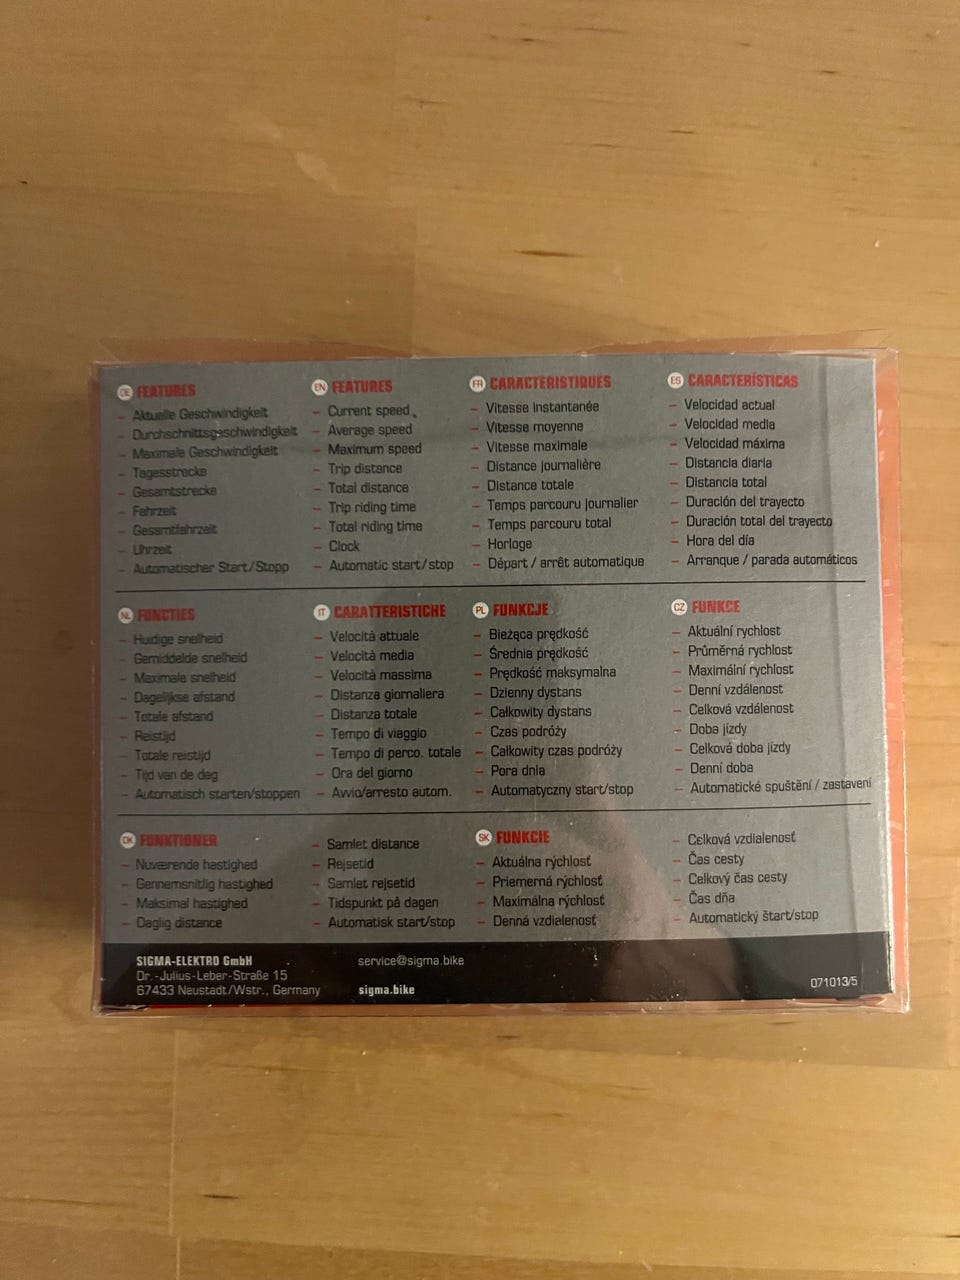 DE FEATURES
– Aktuelle Geschwindigkeit
– Durchschnittsgeschwindigkeit
– Maximale Geschwindigkeit
– Tagesstrecke
– Gesamtstrecke
– Fahrzeit
– Gesamtfahrzeit
– Uhrzeit
– Automatischer Start/Stopp
EN FEATURES
– Current speed
– Average speed
– Maximum speed
– Trip distance
– Total distance
– Trip riding time
– Total riding time
– Clock
– Automatic start/stop
FR CARACTERISTIQUES
– Vitesse instantanée
– Vitesse moyenne
– Vitesse maximale
– Distance journalière
– Distance totale
– Temps parcouru journalier
– Temps parcouru total
– Horloge
– Départ / arrêt automatique
ES CARACTERÍSTICAS
– Velocidad actual
– Velocidad media
– Velocidad máxima
– Distancia diaria
– Distancia total
– Duración del trayecto
– Duración total del trayecto
– Hora del día
– Arranque / parada automáticos
NL FUNCTIES
– Huidige snelheid
– Gemiddelde snelheid
– Maximale snelheid
– Dagelijkse afstand
– Totale afstand
– Reistijd
– Totale reistijd
– Tijd van de dag
– Automatisch starten/stoppen
IT CARATTERISTICHE
– Velocità attuale
– Velocità media
– Velocità massima
– Distanza giornaliera
– Distanza totale
– Tempo di viaggio
– Tempo di perco. totale
– Ora del giorno
– Avvio/arresto autom.
PL FUNKCJE
– Bieżąca prędkość
– Średnia prędkość
– Prędkość maksymalna
– Dzienny dystans
– Całkowity dystans
– Czas podróży
– Całkowity czas podróży
– Pora dnia
– Automatyczny start/stop
CZ FUNKCE
– Aktuální rychlost
– Průměrná rychlost
– Maximální rychlost
– Denní vzdálenost
– Celková vzdálenost
– Doba jízdy
– Celková doba jízdy
– Denní doba
– Automatické spuštění / zastavení
DK FUNKTIONER
– Nuværende hastighed
– Gennemsnitlig hastighed
– Maksimal hastighed
– Daglig distance
– Samlet distance
– Rejsetid
– Samlet rejsetid
– Tidspunkt på dagen
– Automatisk start/stop
SK FUNKCIE
– Aktuálna rýchlosť
– Priemerná rýchlosť
– Maximálna rýchlosť
– Denná vzdialenosť
– Celková vzdialenosť
– Čas cesty
– Celkový čas cesty
– Čas dňa
– Automatický štart/stop
SIGMA-ELEKTRO GmbH
Dr.-Julius-Leber-Straße 15
67433 Neustadt/Wstr., Germany
service@sigma.bike
sigma.bike
071013/5